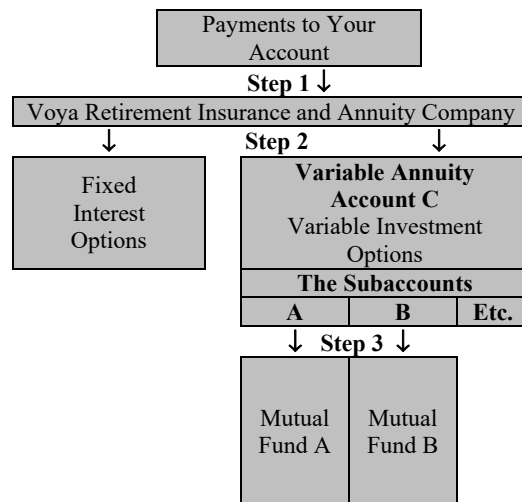 Payments to Your
Account
Step 1 ↓
Voya Retirement Insurance and Annuity Company
↓ Step 2 ↓
Fixed
Interest
Options
Variable Annuity
Account C
Variable Investment
Options
The Subaccounts
A B Etc.
↓ Step 3 ↓
Mutual
Fund A
Mutual
Fund B